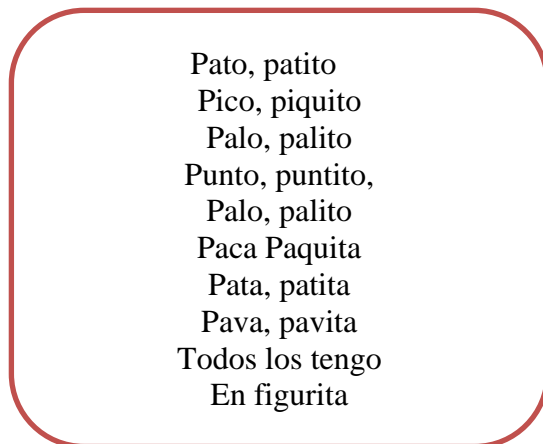 Pato, patito
Pico, piquito
Palo, palito
Punto, puntito,
Palo, palito
Paca Paquita
Pata, patita
Pava, pavita
Todos los tengo
En figurita